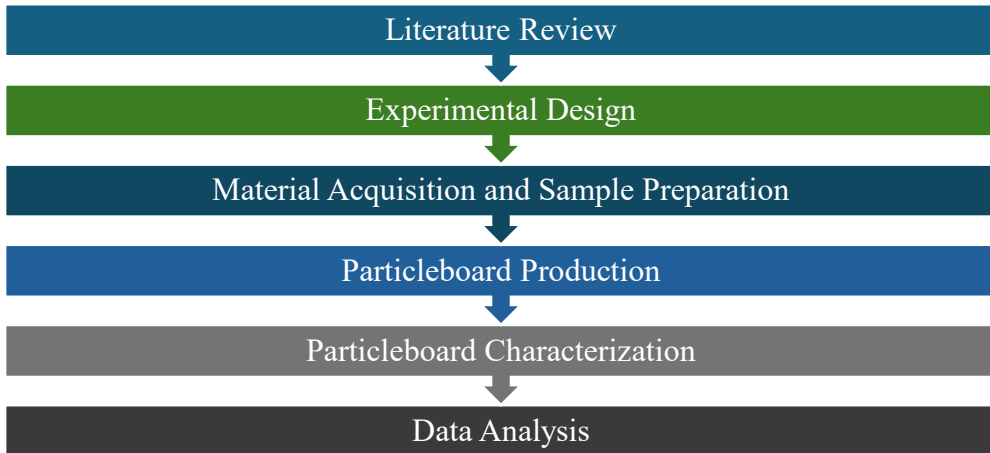 Literature Review
Experimental Design
Material Acquisition and Sample Preparation
Particleboard Production
Particleboard Characterization
Data Analysis